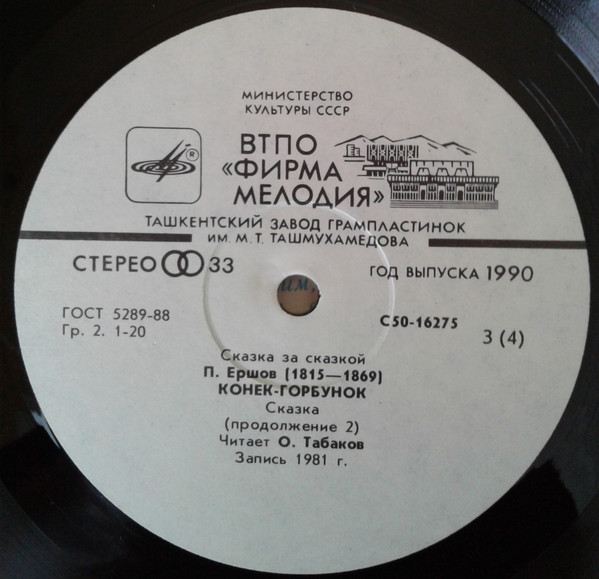 МИНИСТЕРСТВО
КУЛЬТУРЫ СССР
ВТПО
«ФИРМА
МЕЛОДИЯ»
®
ТАШКЕНТСКИЙ ЗАВОД ГРАМПЛАСТИНОК
ИМ. М. Т. ТАШМУХАМЕДОВА
СТЕРЕО 33
ГОД ВЫПУСКА 1990
ГОСТ 5289-88
Гр. 2. 1-20
С50-16275
3 (4)
Сказка за сказкой
П. Ершов (1815—1869)
КОНЕК-ГОРБУНОК
Сказка
(продолжение 2)
Читает О. Табаков
Запись 1981 г.